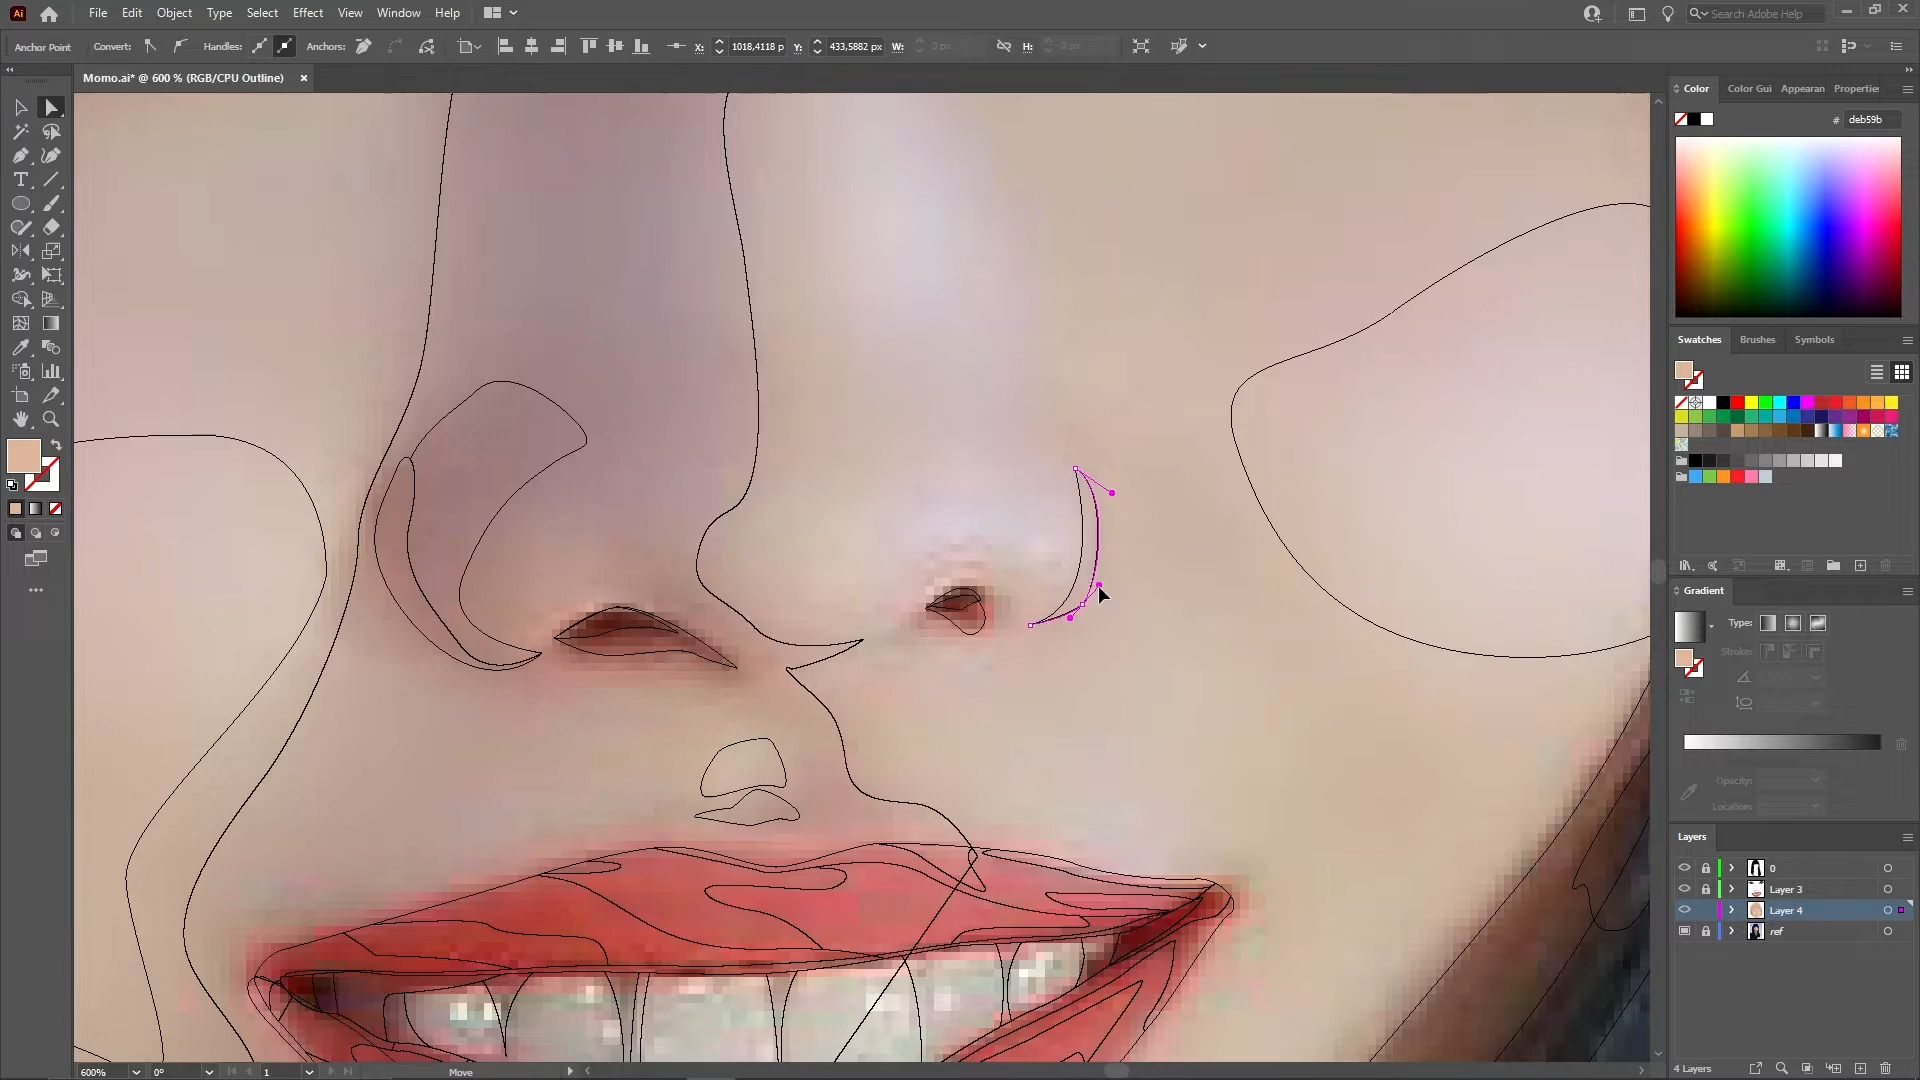 Ai File Edit Object Type Select Effect View Window Help Search Adobe Help
Anchor Point Convert: Handles: Anchors: X: 1018,4118 p Y: 433,5882 px W: 0 px H: 0 px
Momo.ai* @ 600 % (RGB/CPU Outline) ×
Color Color Gui Appearan Propertie
# deb59b
Swatches Brushes Symbols
Gradient
Type:
Stroke:
Opacity:
Location:
Layers
0
Layer 3
Layer 4
ref
4 Layers
600% 0° 1 Move